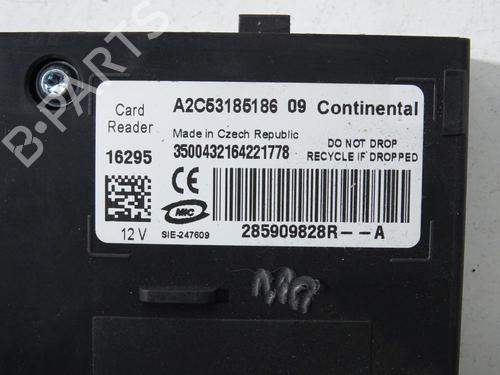 B-PARTS
Card Reader
A2C53185186 09 Continental
Made in Czech Republic
16295
3500432164221778
DO NOT DROP
RECYCLE IF DROPPED
CE
MIC
12 V
SIE-247609
285909828R--A